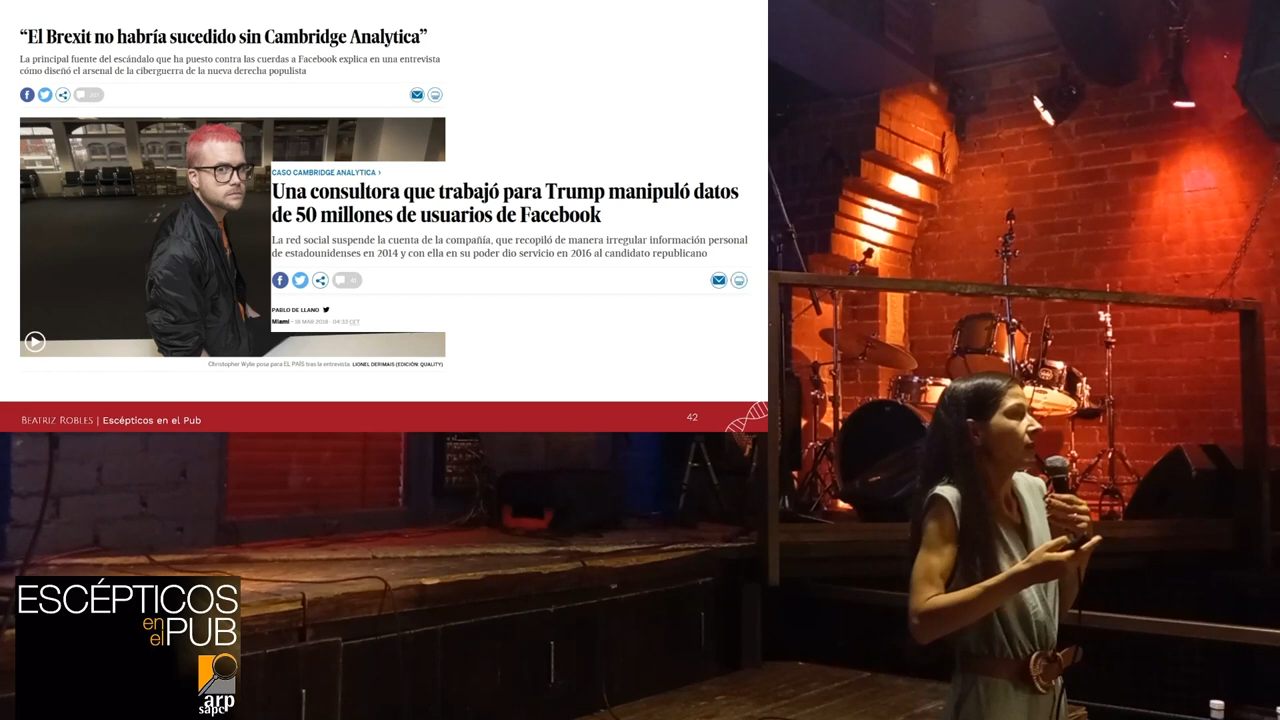 “El Brexit no habría sucedido sin Cambridge Analytica”
La principal fuente del escándalo que ha puesto contra las cuerdas a Facebook explica en una entrevista
cómo diseñó el arsenal de la ciberguerra de la nueva derecha populista
CASO CAMBRIDGE ANALYTICA ›
Una consultora que trabajó para Trump manipuló datos
de 50 millones de usuarios de Facebook
La red social suspende la cuenta de la compañía, que recopiló de manera irregular información personal
de estadounidenses en 2014 y con ella en su poder dio servicio en 2016 al candidato republicano
PABLO DE LLANO
Miami - 18 MAR 2018 - 04:33 CET
Christopher Wylie posa para EL PAÍS tras la entrevista. LIONEL DERIMAIS (EDICIÓN: QUALITY)
BEATRIZ ROBLES | Escépticos en el Pub
42
ESCÉPTICOS
en
el PUB
arp
sapc